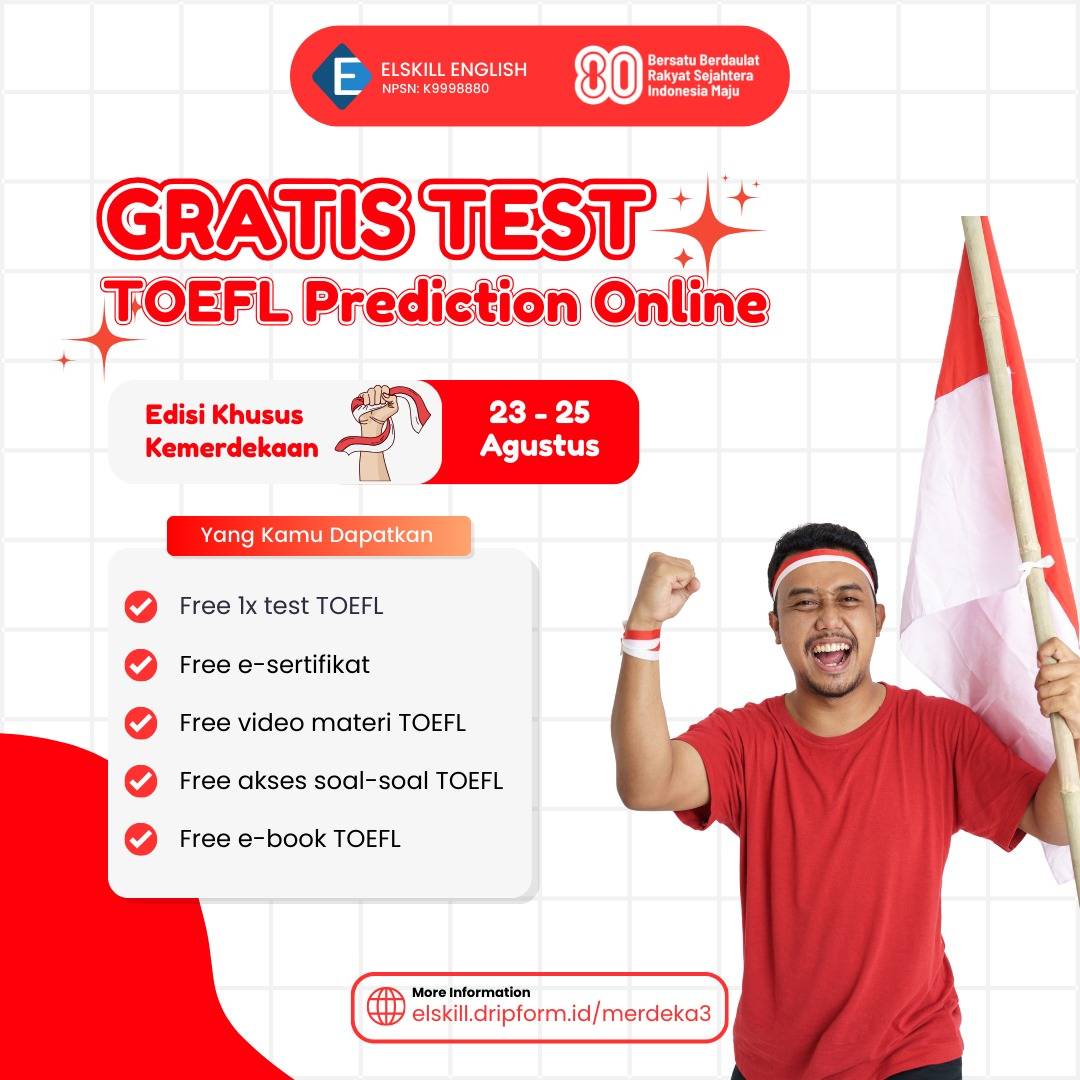 ELSKILL ENGLISH
NPSN: K9998880
80
Bersatu Berdaulat
Rakyat Sejahtera
Indonesia Maju
GRATIS TEST
TOEFL Prediction Online
Edisi Khusus
Kemerdekaan
23 - 25
Agustus
Yang Kamu Dapatkan
Free 1x test TOEFL
Free e-sertifikat
Free video materi TOEFL
Free akses soal-soal TOEFL
Free e-book TOEFL
More Information
elskill.dripform.id/merdeka3